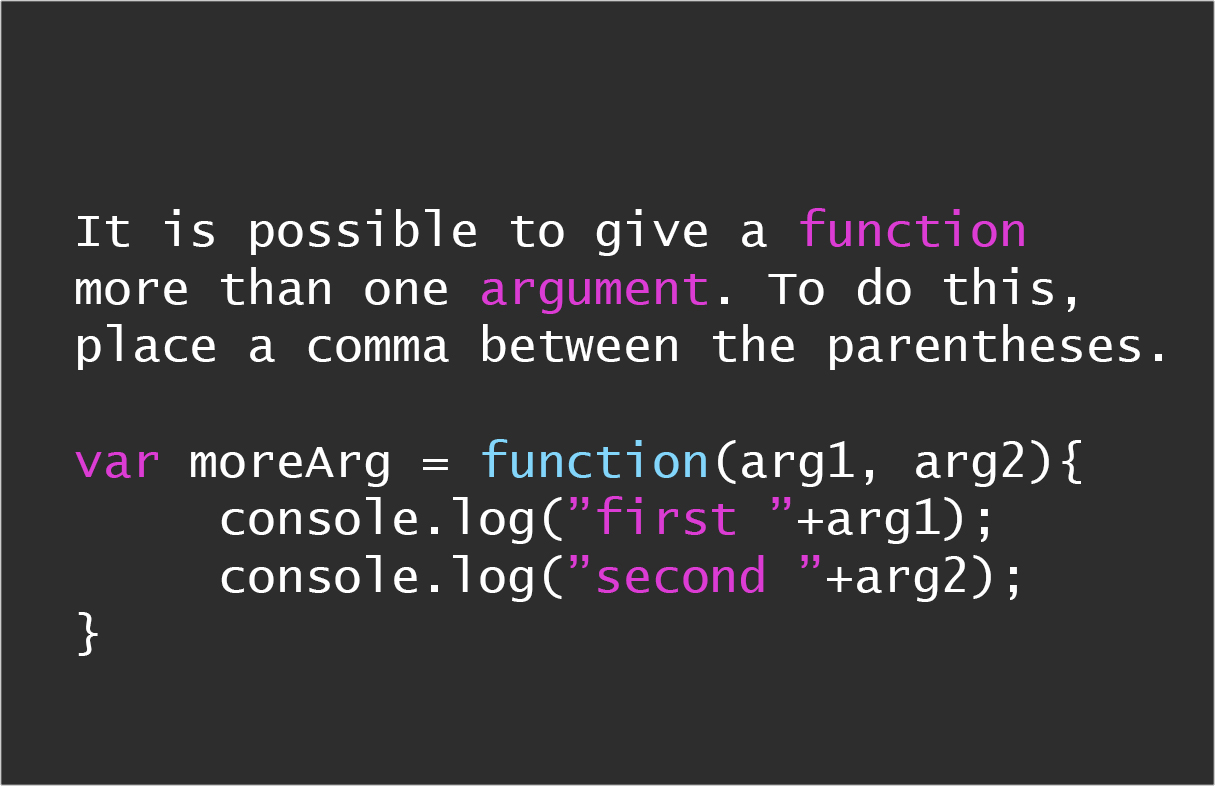 It is possible to give a function
more than one argument. To do this,
place a comma between the parentheses.
var moreArg = function(arg1, arg2){
console.log(”first ”+arg1);
console.log(”second ”+arg2);
}